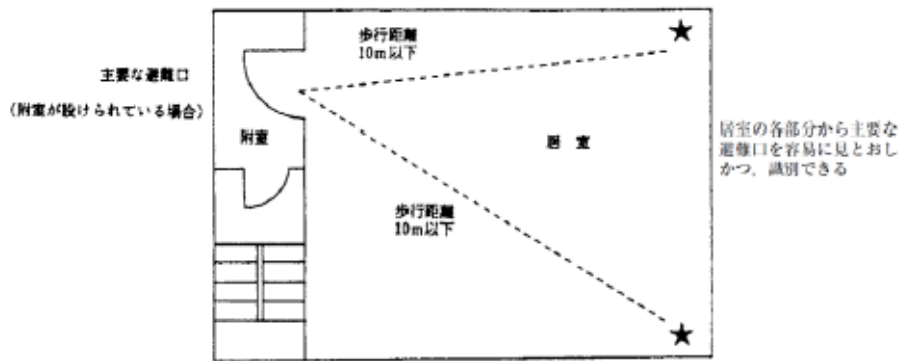 歩行距離
10m以下
主要な避難口
（附室が設けられている場合）
附室
居 室
居室の各部分から主要な
避難口を容易に見とおし
かつ，識別できる
歩行距離
10m以下